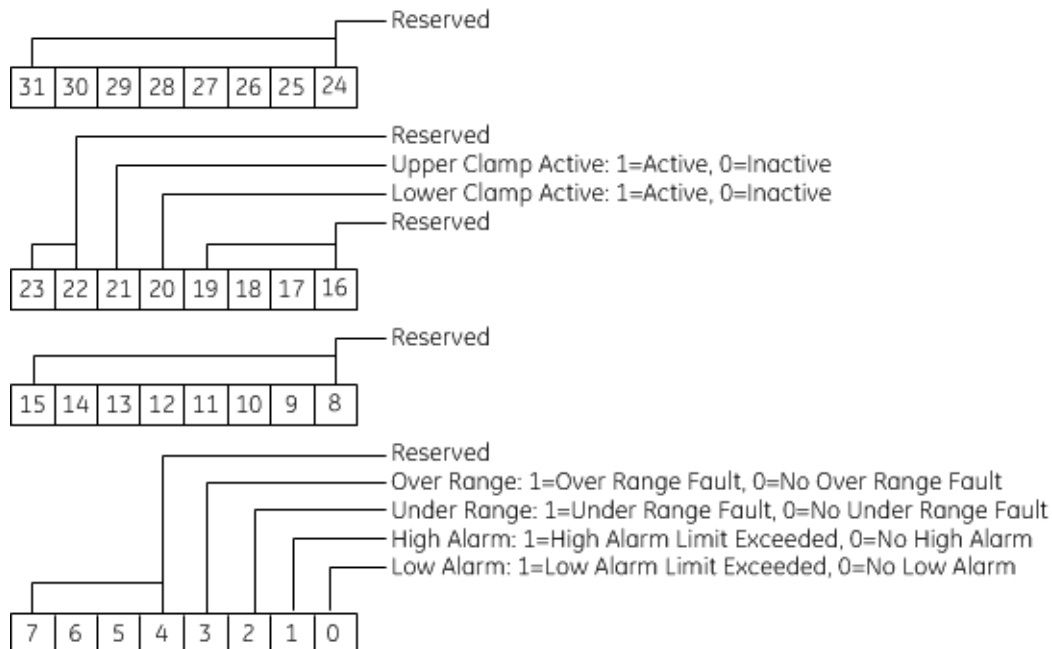 Reserved
31 30 29 28 27 26 25 24
Reserved
Upper Clamp Active: 1=Active, 0=Inactive
Lower Clamp Active: 1=Active, 0=Inactive
Reserved
23 22 21 20 19 18 17 16
Reserved
15 14 13 12 11 10 9 8
Reserved
Over Range: 1=Over Range Fault, 0=No Over Range Fault
Under Range: 1=Under Range Fault, 0=No Under Range Fault
High Alarm: 1=High Alarm Limit Exceeded, 0=No High Alarm
Low Alarm: 1=Low Alarm Limit Exceeded, 0=No Low Alarm
7 6 5 4 3 2 1 0